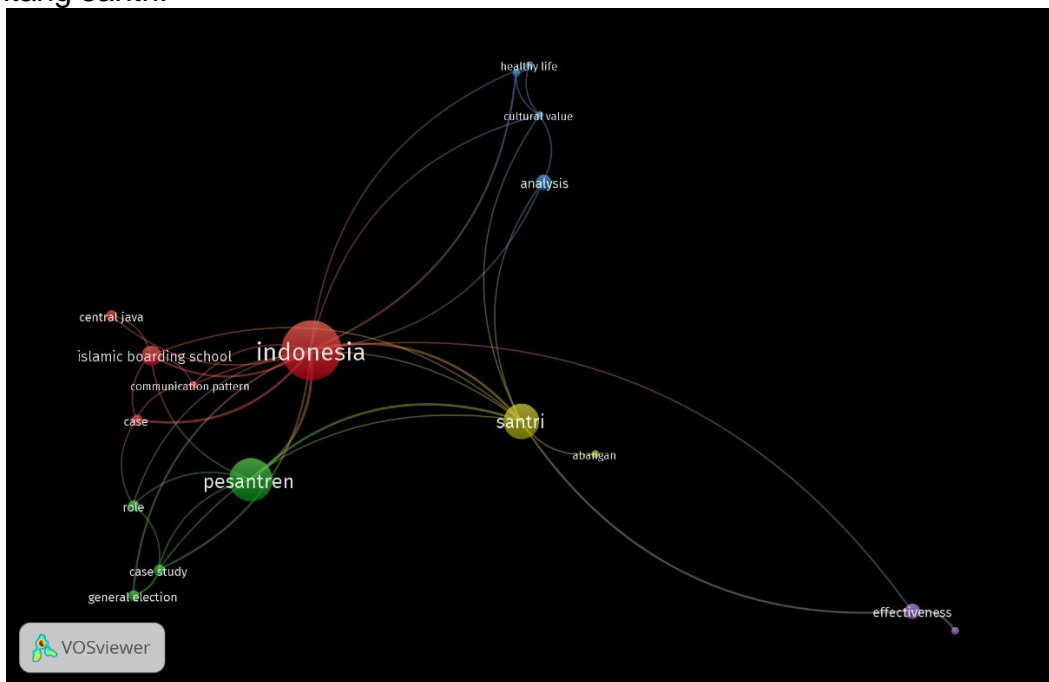 healthy life
cultural value
analysis
central java
islamic boarding school
indonesia
communication pattern
case
santri
abangan
pesantren
role
case study
general election
effectiveness
VOSviewer